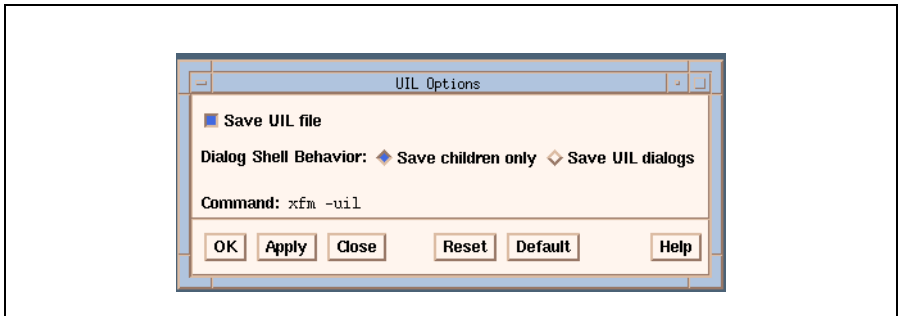 UIL Options
Save UIL file
Dialog Shell Behavior: Save children only Save UIL dialogs
Command: xfm -uil
OK Apply Close Reset Default Help